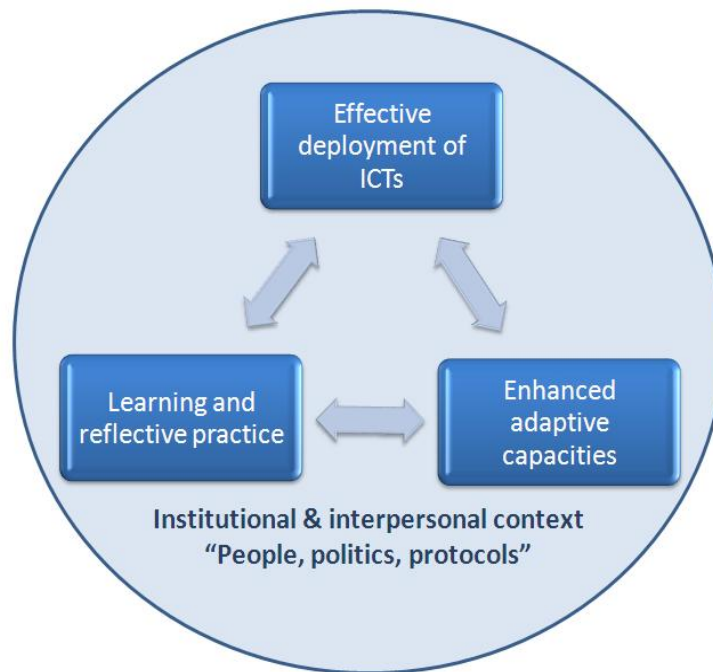 Effective
deployment of
ICTs
Learning and
reflective practice
Enhanced
adaptive
capacities
Institutional & interpersonal context
“People, politics, protocols”